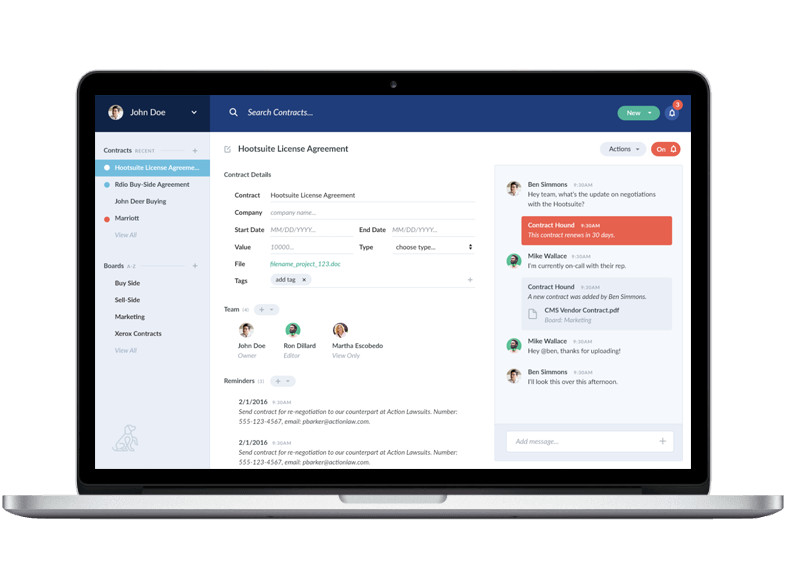 John Doe
Search Contracts...
New
3
Contracts RECENT
Hootsuite License Agreeme...
Rdio Buy-Side Agreement
John Deer Buying
Marriott
View All
Boards A-Z
Buy Side
Sell-Side
Marketing
Xerox Contracts
View All
Hootsuite License Agreement
Actions
On
Contract Details
Contract Hootsuite License Agreement
Company company name...
Start Date MM/DD/YYYY... End Date MM/DD/YYYY...
Value 10000... Type choose type...
File filename_project_123.doc
Tags add tag ×
Team (4)
John Doe
Owner
Ron Dillard
Editor
Martha Escobedo
View Only
Reminders (3)
2/1/2016 9:30AM
Send contract for re-negotiation to our counterpart at Action Lawsuits. Number:
555-123-4567, email: pbarker@actionlaw.com.
2/1/2016 9:30AM
Send contract for re-negotiation to our counterpart at Action Lawsuits. Number:
555-123-4567, email: pbarker@actionlaw.com.
Ben Simmons 9:30AM
Hey team, what's the update on negotiations
with the Hootsuite?
Contract Hound 9:30AM
This contract renews in 30 days.
Mike Wallace 9:30AM
I'm currently on-call with their rep.
Contract Hound 9:30AM
A new contract was added by Ben Simmons.
CMS Vendor Contract.pdf
Board: Marketing
Mike Wallace 9:30AM
Hey @ben, thanks for uploading!
Ben Simmons 9:30AM
I'll look this over this afternoon.
Add message...